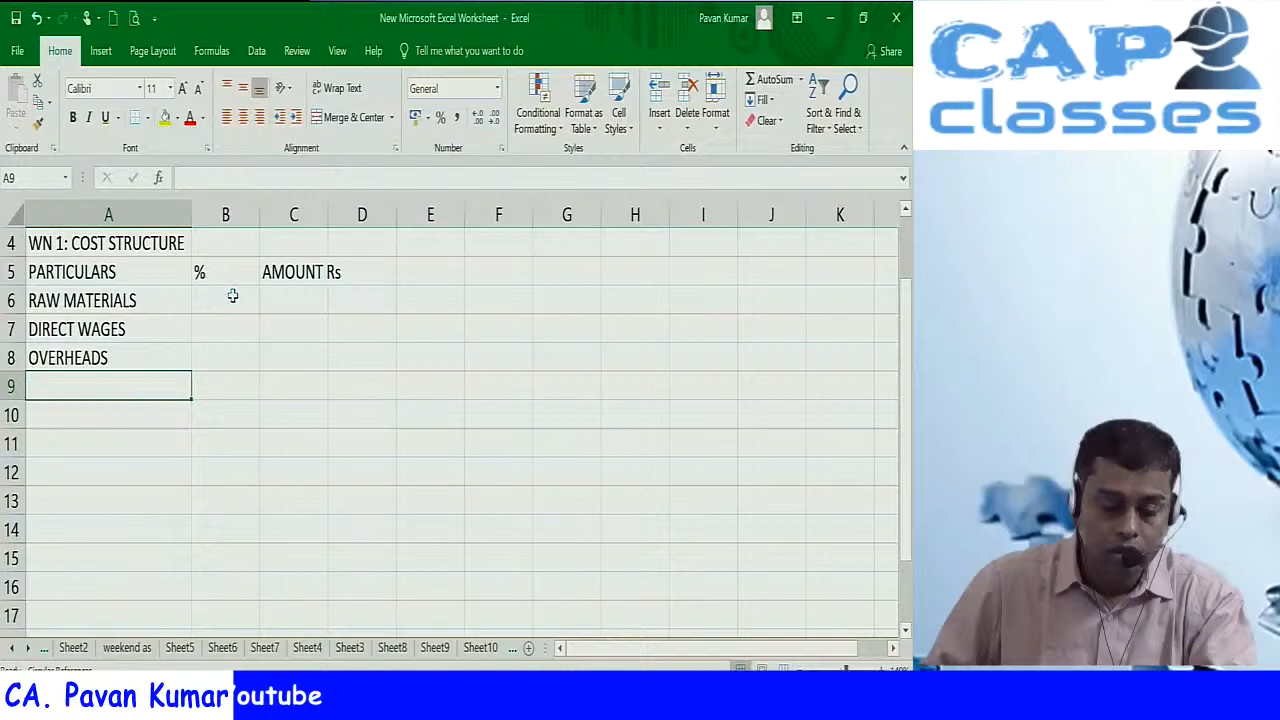 New Microsoft Excel Worksheet - Excel
Pavan Kumar
File Home Insert Page Layout Formulas Data Review View Help Tell me what you want to do Share
Paste
Calibri 11
B I U
Wrap Text
Merge & Center
General
% ,
Conditional Formatting
Format as Table
Cell Styles
Insert Delete Format
AutoSum
Fill
Clear
Sort & Filter
Find & Select
Clipboard Font Alignment Number Styles Cells Editing
A9 fx
A B C D E F G H I J K
4 WN 1: COST STRUCTURE
5 PARTICULARS % AMOUNT Rs
6 RAW MATERIALS
7 DIRECT WAGES
8 OVERHEADS
9
10
11
12
13
14
15
16
17
... Sheet2 weekend as Sheet5 Sheet6 Sheet7 Sheet4 Sheet3 Sheet8 Sheet9 Sheet10 ...
CAP
classes
CA. Pavan Kumar outube